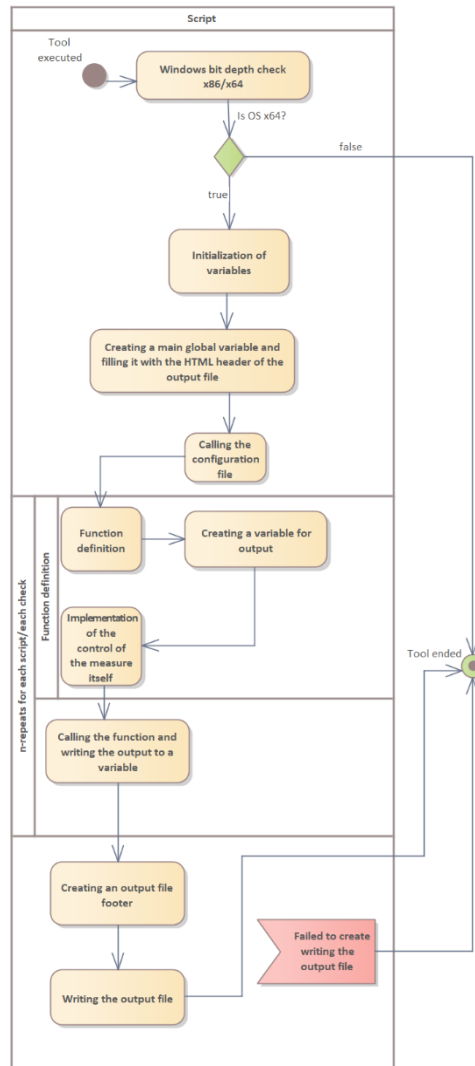 Script
Tool
executed
Windows bit depth check
x86/x64
Is OS x64?
false
true
Initialization of
variables
Creating a main global variable and
filling it with the HTML header of the
output file
Calling the
configuration
file
n-repeats for each script/each check
Function definition
Function
definition
Creating a variable for
output
Implementation
of the
control of
the measure
itself
Tool ended
Calling the function and
writing the output to a
variable
Creating an output file
footer
Failed to create
writing the
output file
Writing the output file